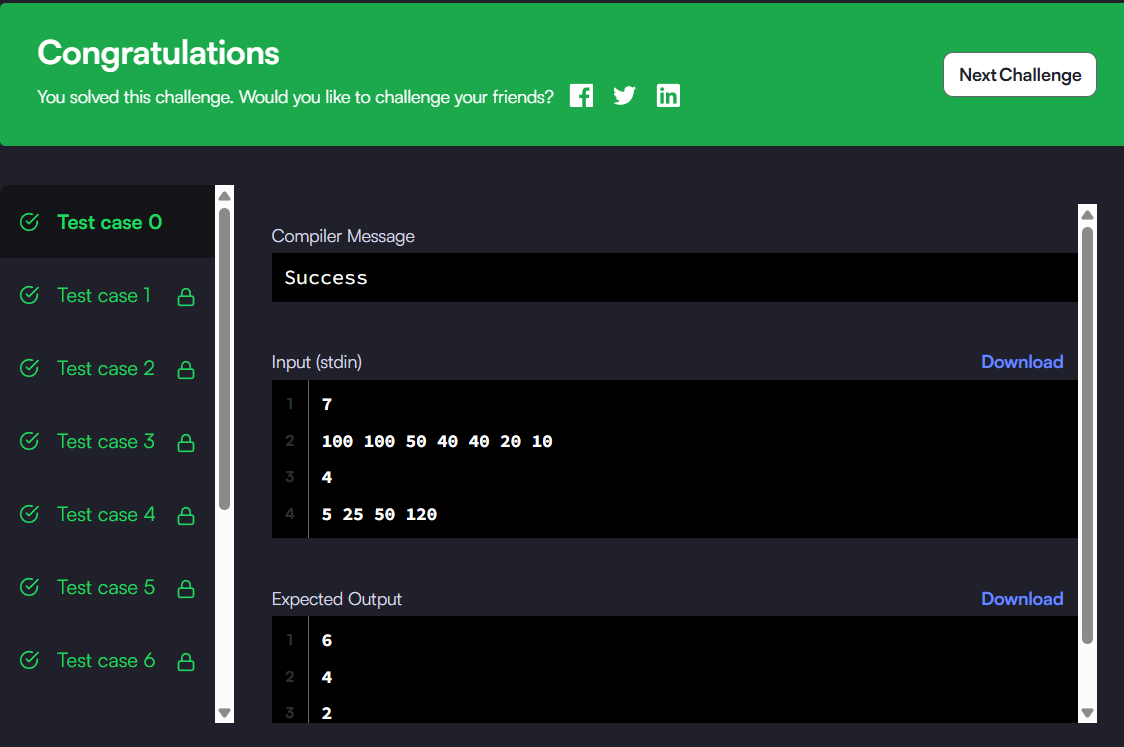 Congratulations
You solved this challenge. Would you like to challenge your friends?
Next Challenge
Test case 0
Test case 1
Test case 2
Test case 3
Test case 4
Test case 5
Test case 6
Compiler Message
Success
Input (stdin)
Download
1 7
2 100 100 50 40 40 20 10
3 4
4 5 25 50 120
Expected Output
Download
1 6
2 4
3 2